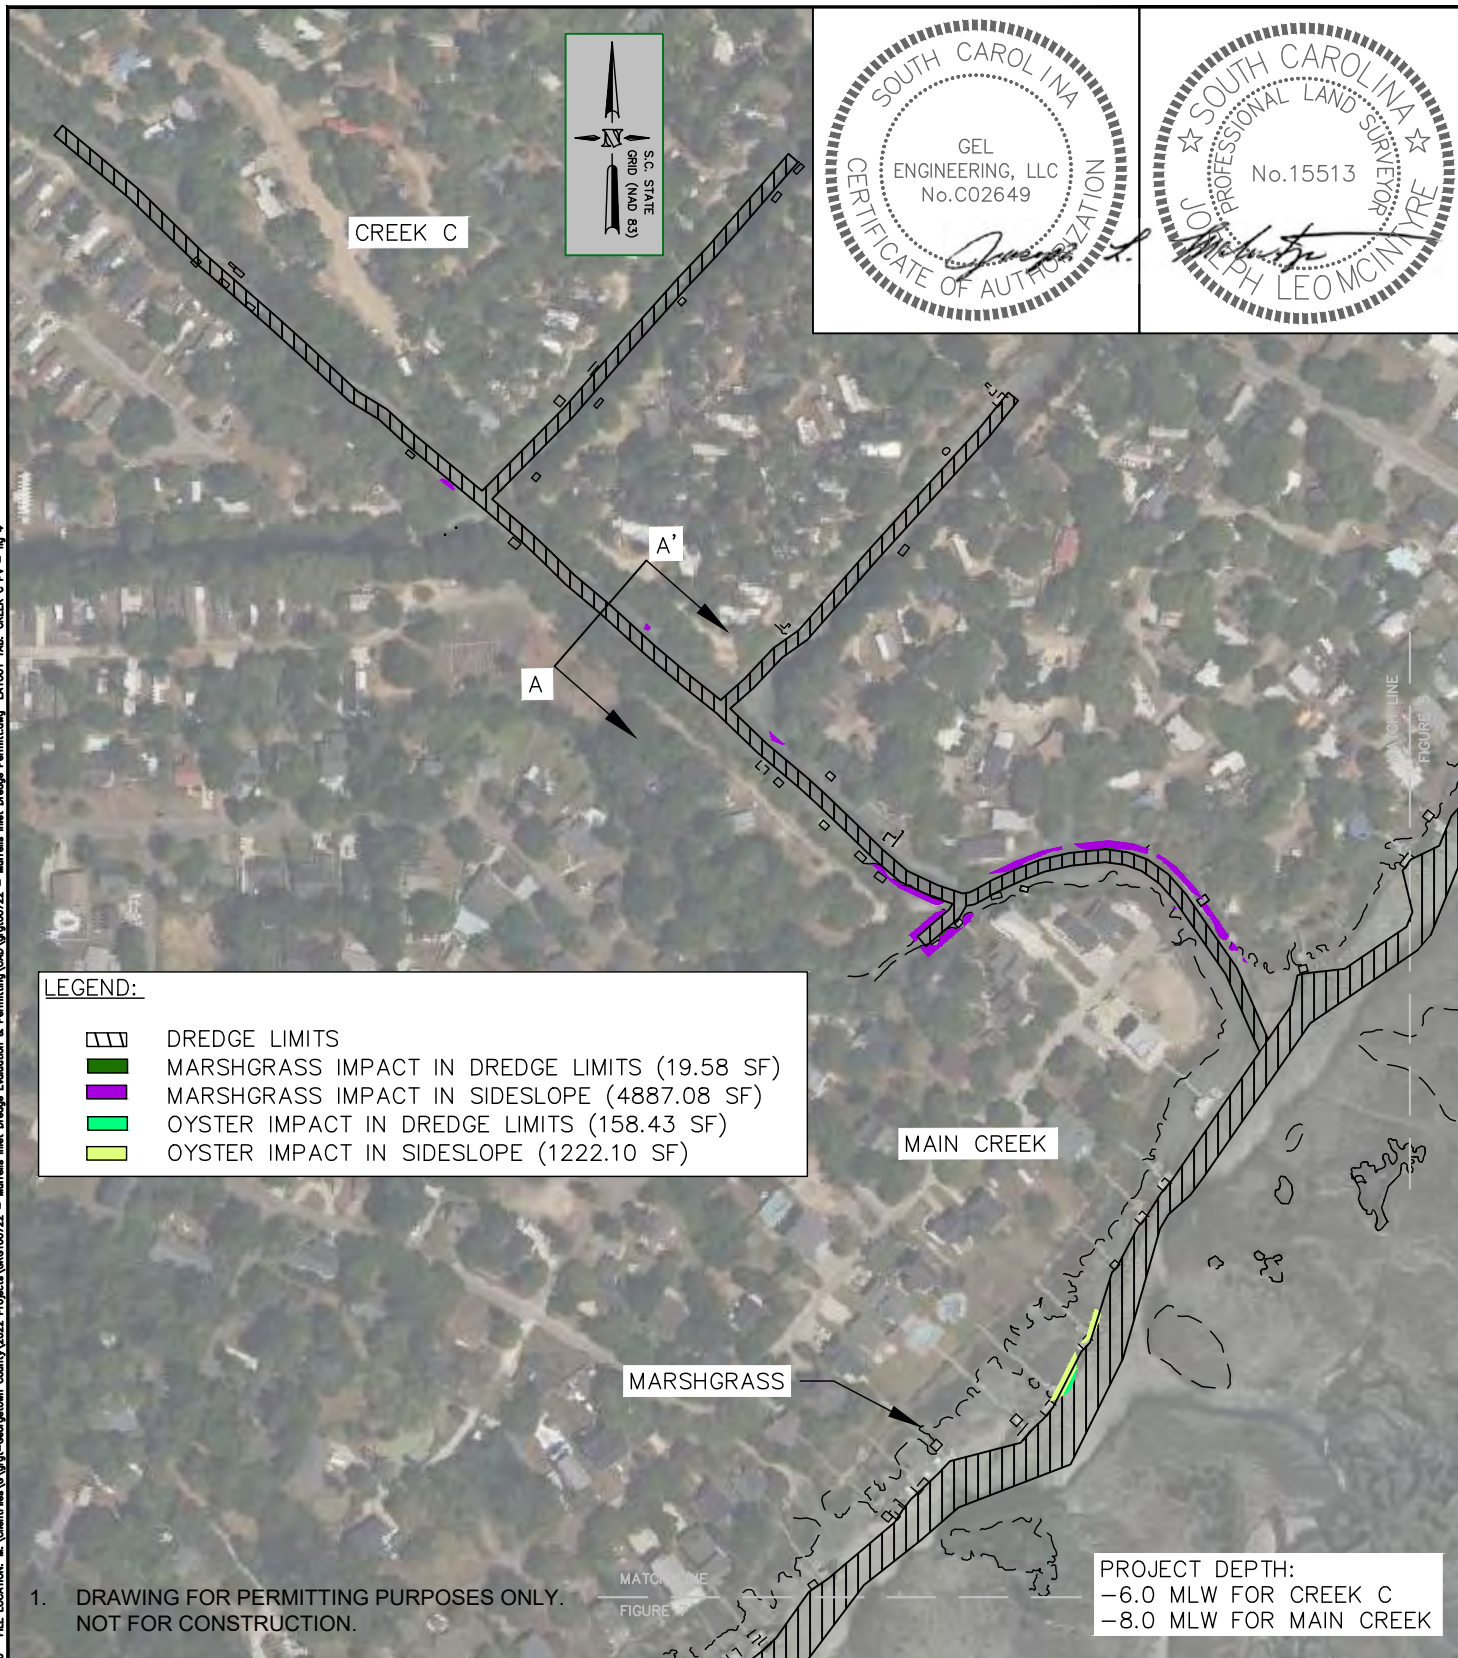 S.C. STATE
GRID (NAD 83)
N
SOUTH CAROLINA
GEL
ENGINEERING, LLC
No.C02649
CERTIFICATE OF AUTHORIZATION
SOUTH CAROLINA
PROFESSIONAL LAND SURVEYOR
No.15513
JOSEPH LEO MCINTYRE
CREEK C
A'
A
MATCH LINE
FIGURE 5
LEGEND:
DREDGE LIMITS
MARSHGRASS IMPACT IN DREDGE LIMITS (19.58 SF)
MARSHGRASS IMPACT IN SIDESLOPE (4887.08 SF)
OYSTER IMPACT IN DREDGE LIMITS (158.43 SF)
OYSTER IMPACT IN SIDESLOPE (1222.10 SF)
MAIN CREEK
MARSHGRASS
MATCH LINE
FIGURE
1. DRAWING FOR PERMITTING PURPOSES ONLY.
NOT FOR CONSTRUCTION.
PROJECT DEPTH:
-6.0 MLW FOR CREEK C
-8.0 MLW FOR MAIN CREEK